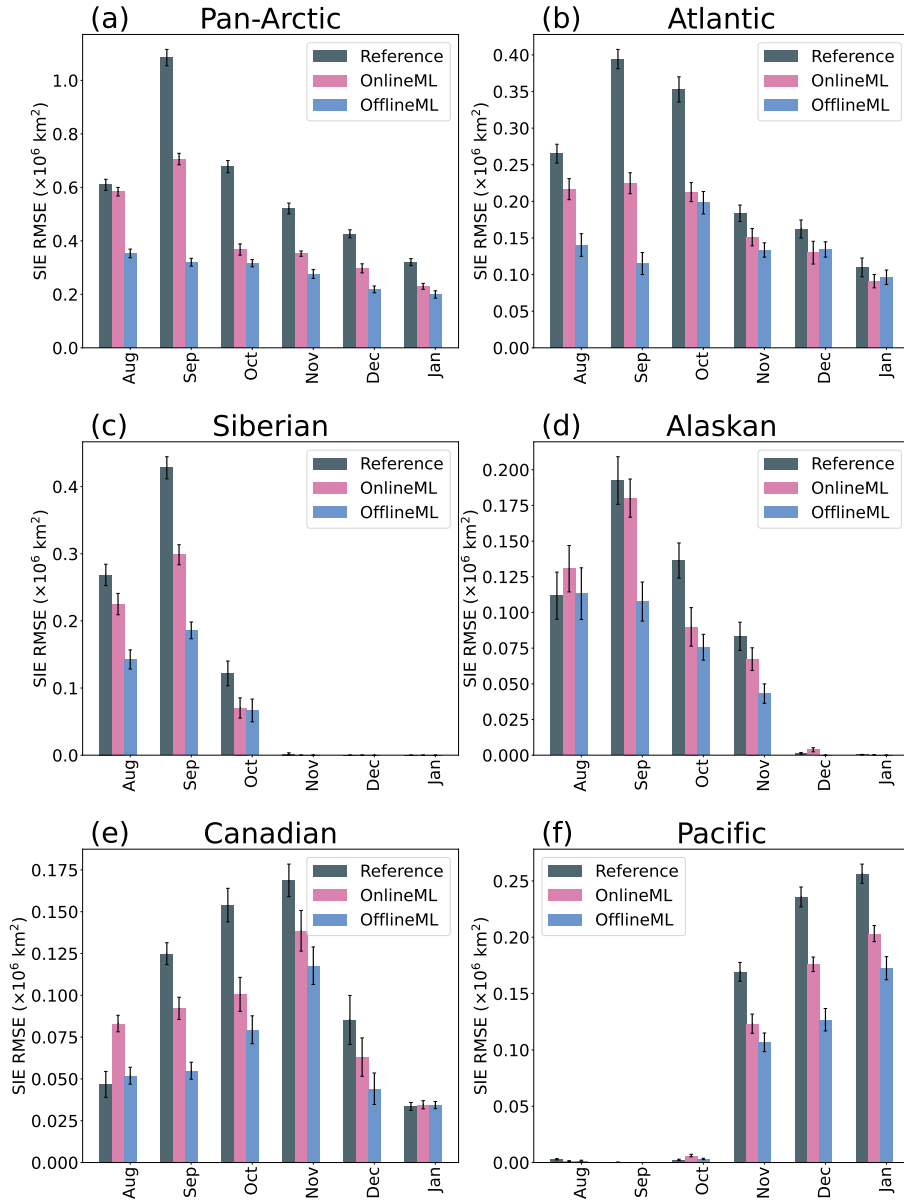 (a) Pan-Arctic
SIE RMSE (×10⁶ km²)
1.0
0.8
0.6
0.4
0.2
0.0
Reference
OnlineML
OfflineML
Aug Sep Oct Nov Dec Jan
(b) Atlantic
SIE RMSE (×10⁶ km²)
0.40
0.35
0.30
0.25
0.20
0.15
0.10
0.05
0.00
Reference
OnlineML
OfflineML
Aug Sep Oct Nov Dec Jan
(c) Siberian
SIE RMSE (×10⁶ km²)
0.4
0.3
0.2
0.1
0.0
Reference
OnlineML
OfflineML
Aug Sep Oct Nov Dec Jan
(d) Alaskan
SIE RMSE (×10⁶ km²)
0.200
0.175
0.150
0.125
0.100
0.075
0.050
0.025
0.000
Reference
OnlineML
OfflineML
Aug Sep Oct Nov Dec Jan
(e) Canadian
SIE RMSE (×10⁶ km²)
0.175
0.150
0.125
0.100
0.075
0.050
0.025
0.000
Reference
OnlineML
OfflineML
Aug Sep Oct Nov Dec Jan
(f) Pacific
SIE RMSE (×10⁶ km²)
0.25
0.20
0.15
0.10
0.05
0.00
Reference
OnlineML
OfflineML
Aug Sep Oct Nov Dec Jan